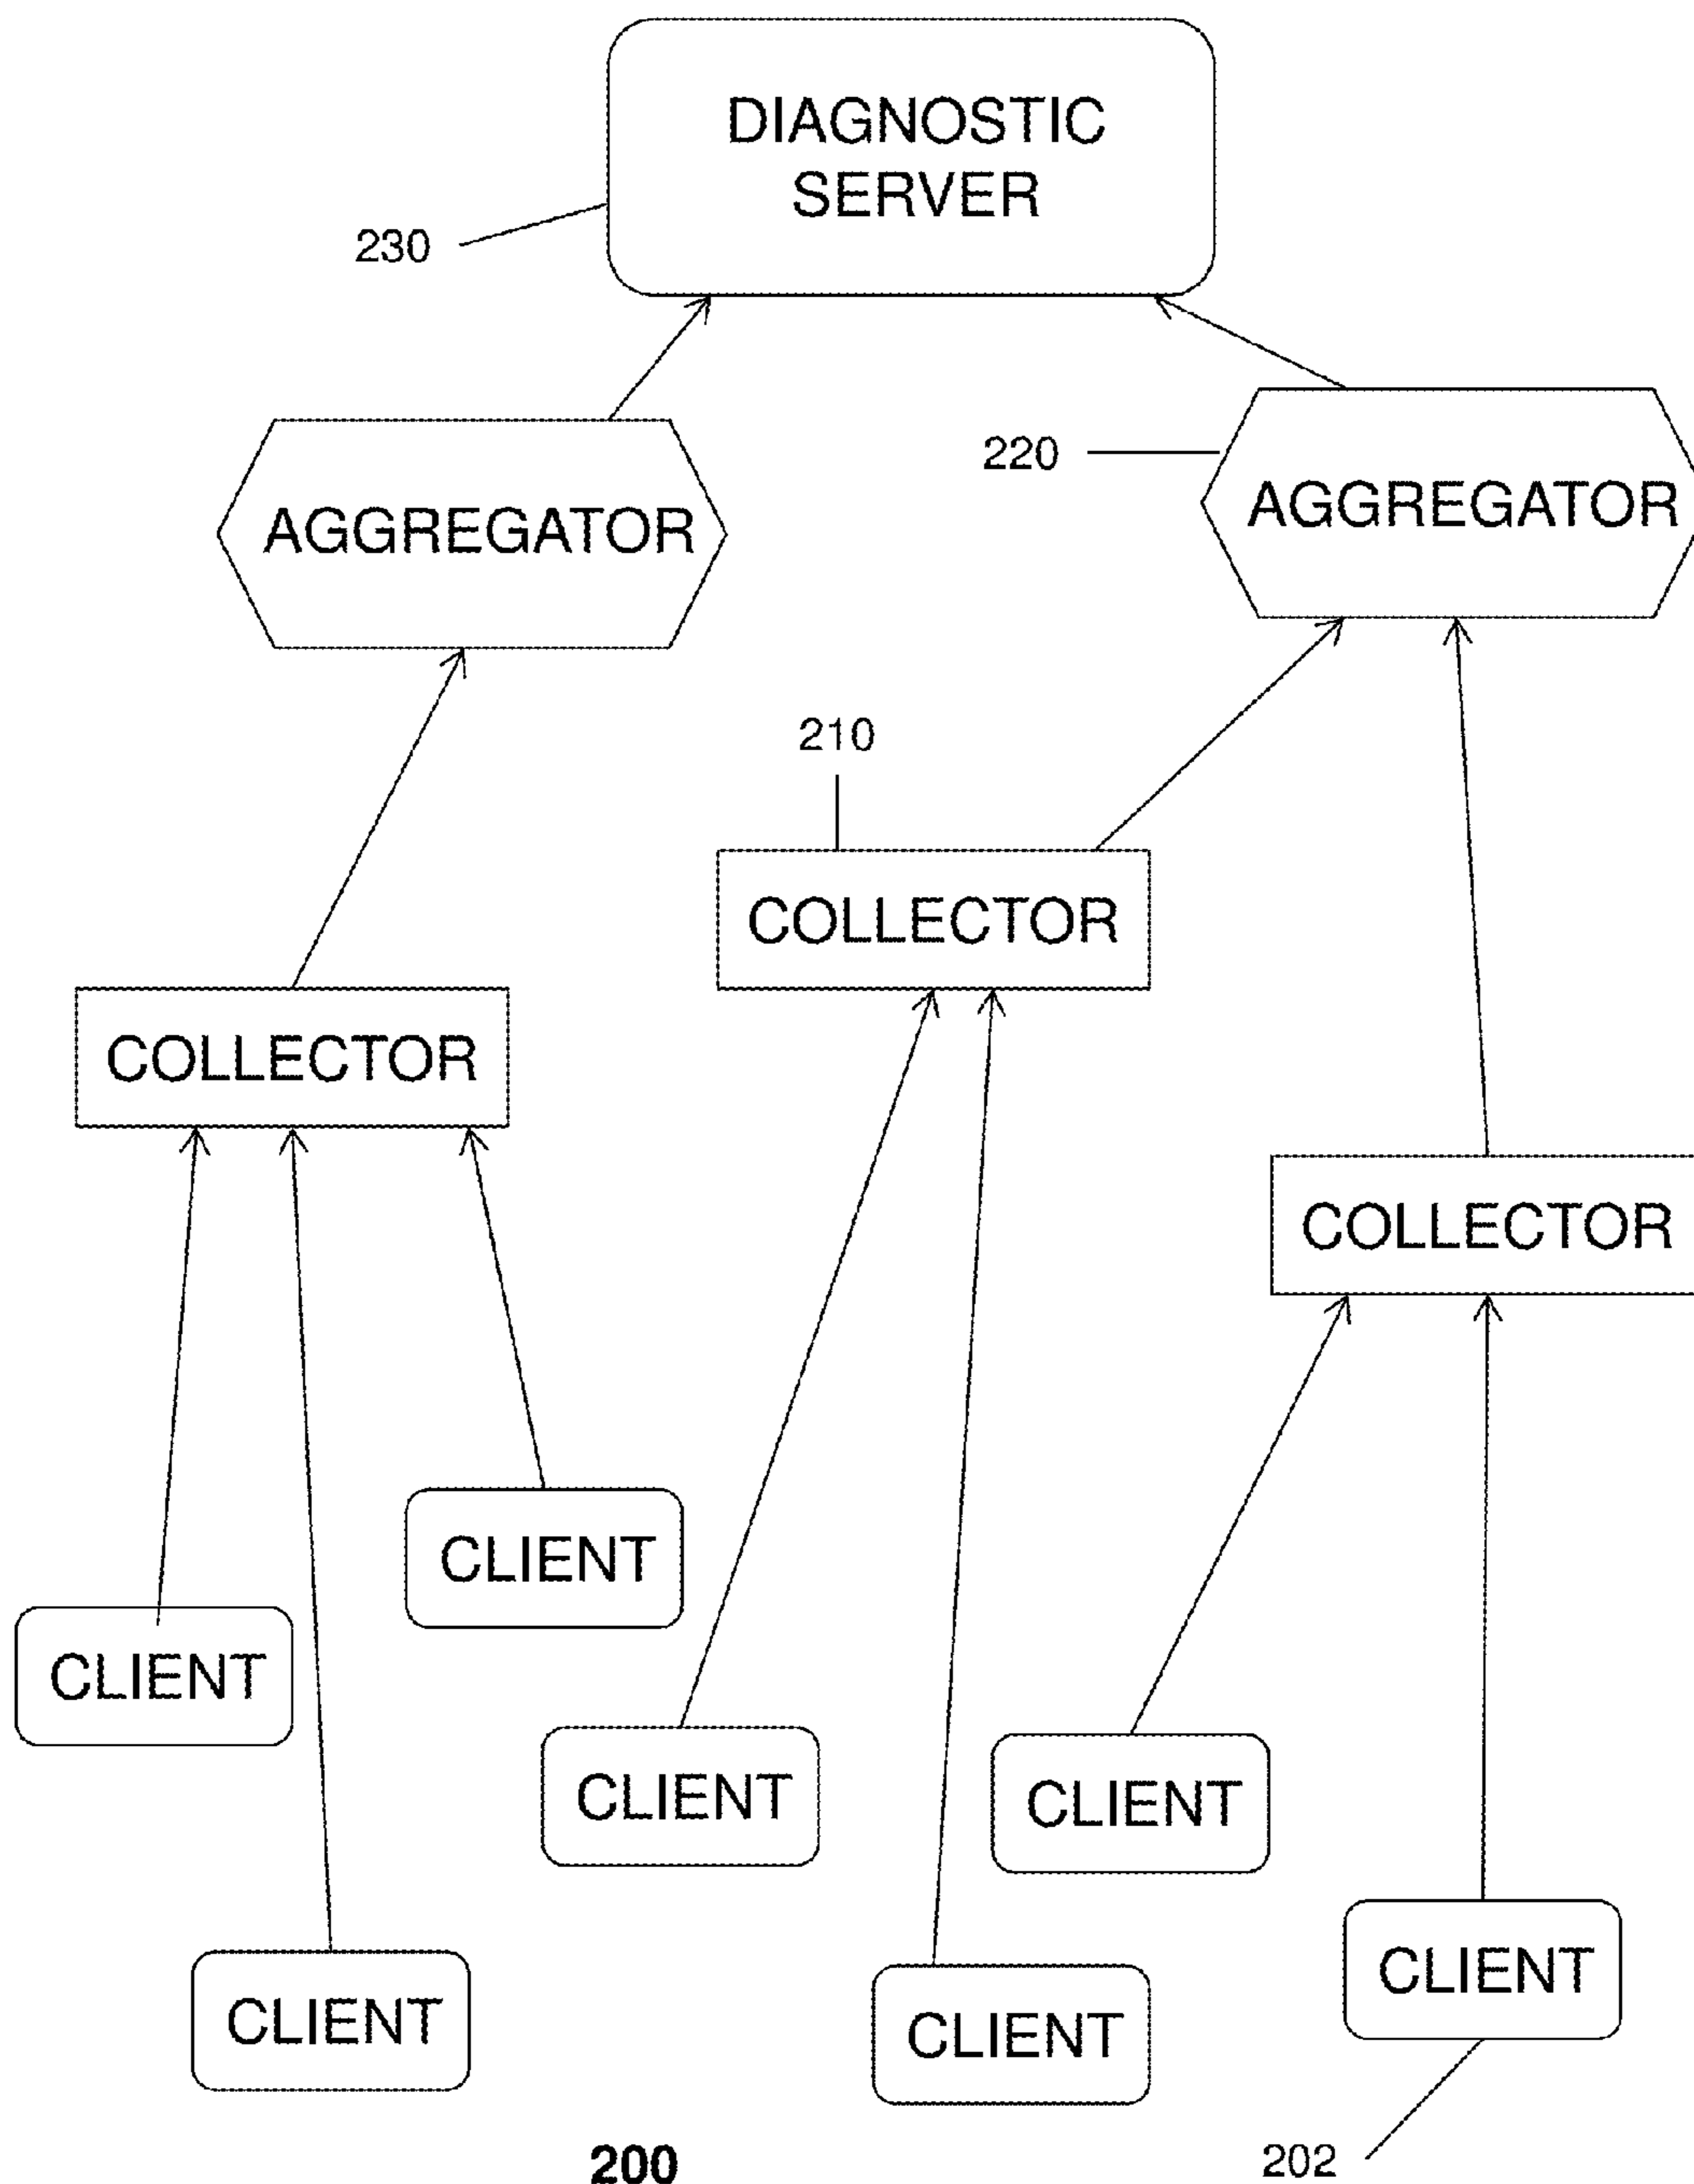 DIAGNOSTIC
SERVER
230
220
AGGREGATOR
AGGREGATOR
210
COLLECTOR
COLLECTOR
COLLECTOR
CLIENT
CLIENT
CLIENT
CLIENT
CLIENT
CLIENT
CLIENT
200
202